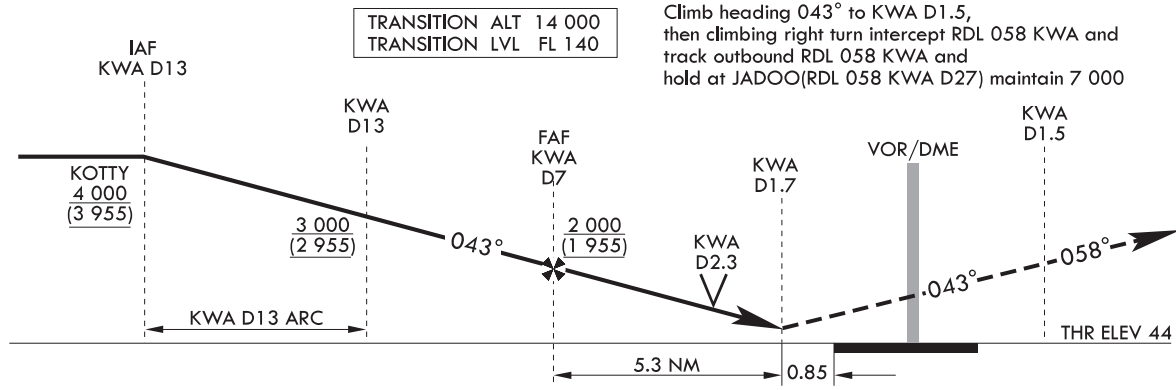 TRANSITION ALT 14 000
TRANSITION LVL FL 140
Climb heading 043° to KWA D1.5,
then climbing right turn intercept RDL 058 KWA and
track outbound RDL 058 KWA and
hold at JADOO(RDL 058 KWA D27) maintain 7 000
IAF
KWA D13
KWA
D13
FAF
KWA
D7
KWA
D1.7
VOR/DME
KWA
D1.5
KOTTY
4 000
(3 955)
3 000
(2 955)
043°
2 000
(1 955)
KWA
D2.3
043°
058°
KWA D13 ARC
THR ELEV 44
5.3 NM
0.85